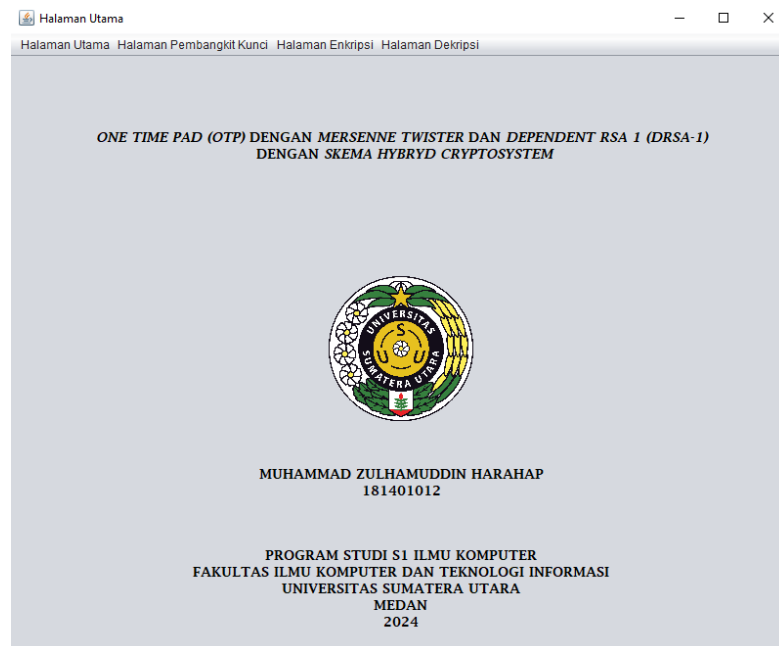 Halaman Utama
Halaman Utama Halaman Pembangkit Kunci Halaman Enkripsi Halaman Dekripsi
ONE TIME PAD (OTP) DENGAN MERSENNE TWISTER DAN DEPENDENT RSA 1 (DRSA-1)
DENGAN SKEMA HYBRYD CRYPTOSYSTEM
UNIVERSITAS
S
U U
SUMATERA UTARA
MUHAMMAD ZULHAMUDDIN HARAHAP
181401012
PROGRAM STUDI S1 ILMU KOMPUTER
FAKULTAS ILMU KOMPUTER DAN TEKNOLOGI INFORMASI
UNIVERSITAS SUMATERA UTARA
MEDAN
2024